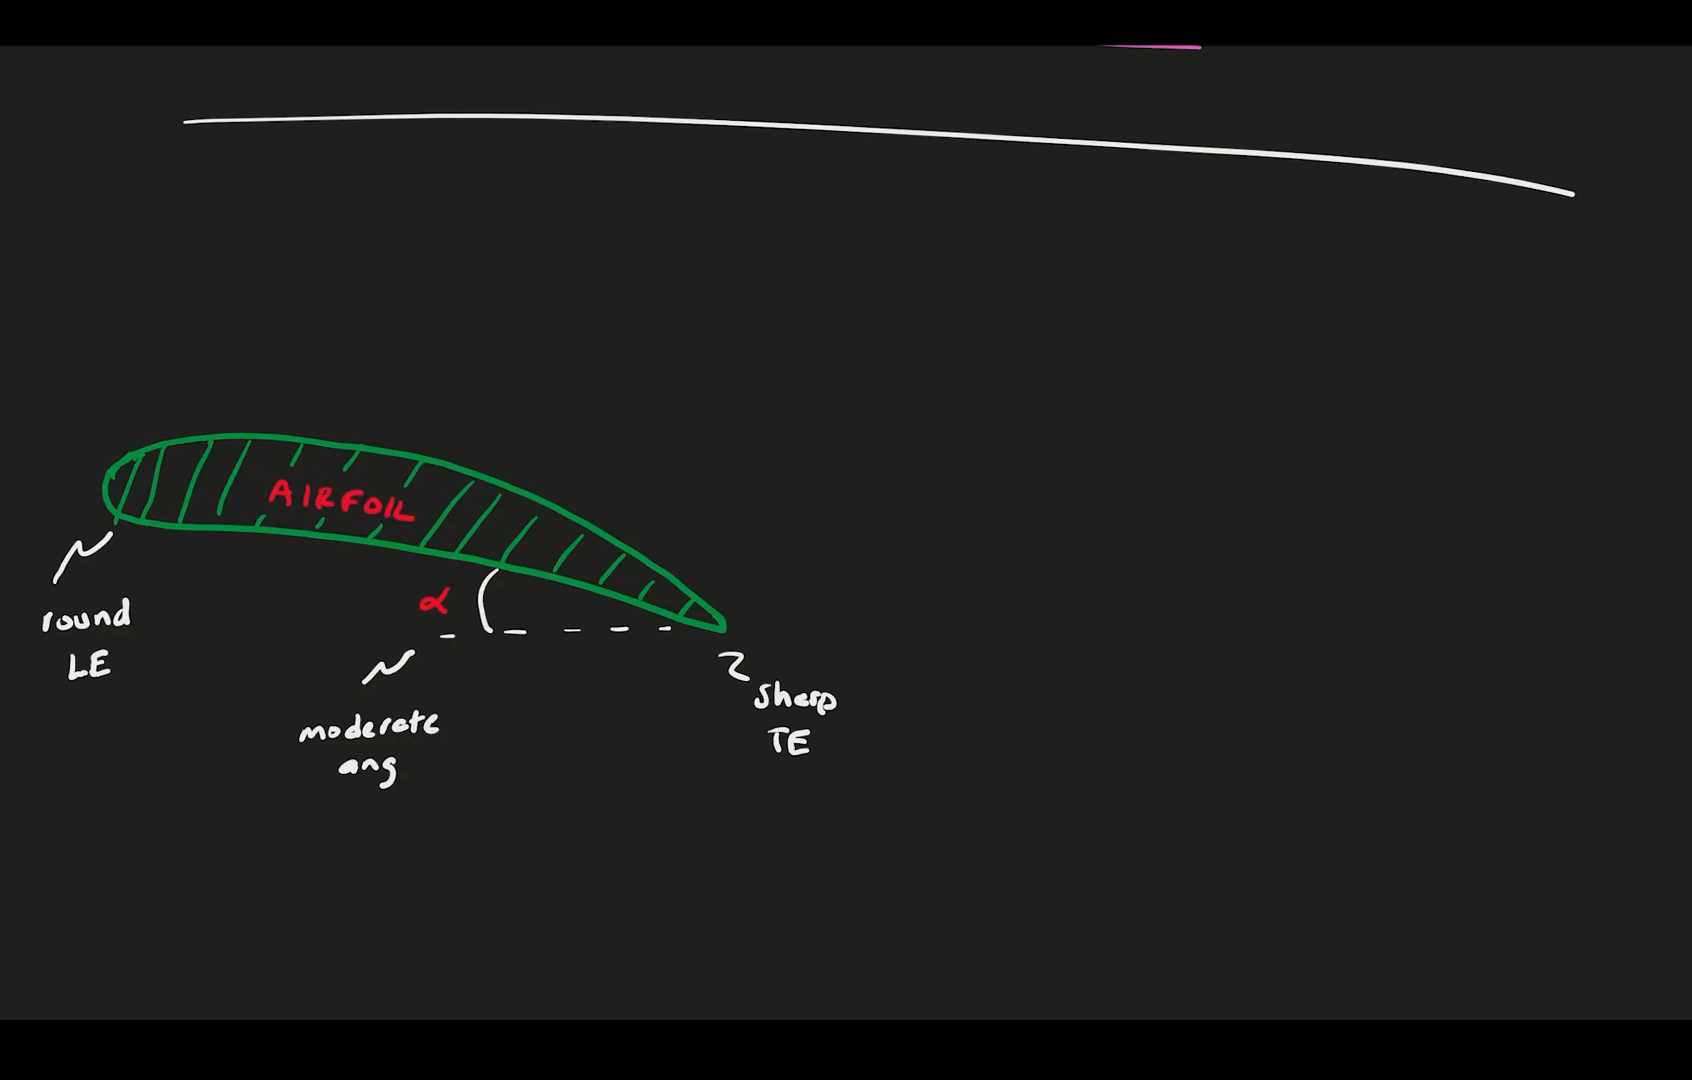 AIRFOIL
α
round
LE
moderate
ang
sharp
TE